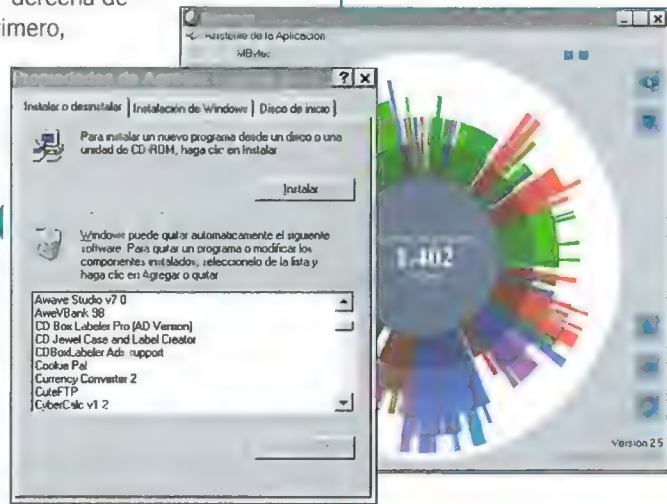 derecha de
rimero,
Asistente de la Aplicación
MBytes
Propiedades de
Instalar o desinstalar
Instalación de Windows
Disco de inicio
Para instalar un nuevo programa desde un disco o una
unidad de CD-ROM, haga clic en Instalar
Instalar
Windows puede quitar automáticamente el siguiente
software. Para quitar un programa o modificar los
componentes instalados, selecciónelo de la lista y
haga clic en Agregar o quitar
Awave Studio v7.0
AweVBank 98
CD Box Labeler Pro (AD Version)
CD Jewel Case and Label Creator
CDBoxLabeler Ads support
Cookie Pal
Currency Converter 2
CuteFTP
CyberCalc v1.2
1.402
Versión 2.5